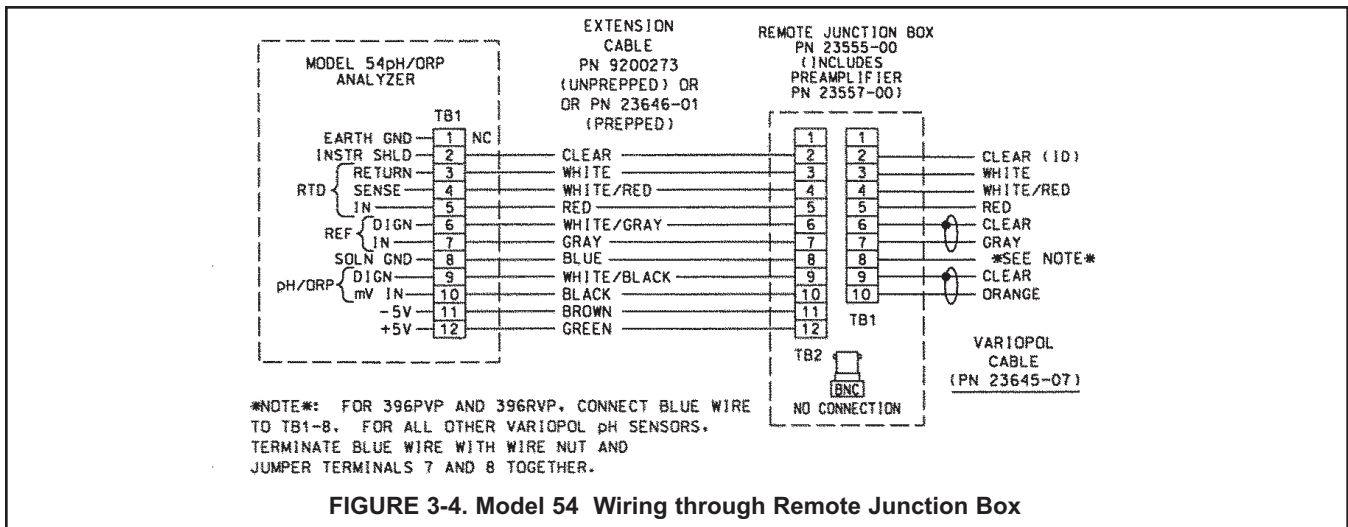 EXTENSION
CABLE
PN 9200273
(UNPREPPED) OR
OR PN 23646-01
(PREPPED)
REMOTE JUNCTION BOX
PN 23555-00
(INCLUDES
PREAMPLIFIER
PN 23557-00)
MODEL 54pH/ORP
ANALYZER
TB1
EARTH GND 1 NC 1 1
INSTR SHLD 2 CLEAR 2 2 CLEAR (ID)
RTD RETURN 3 WHITE 3 3 WHITE
SENSE 4 WHITE/RED 4 4 WHITE/RED
IN 5 RED 5 5 RED
REF DIGN 6 WHITE/GRAY 6 6 CLEAR
IN 7 GRAY 7 7 GRAY
SOLN GND 8 BLUE 8 8 *SEE NOTE*
pH/ORP DIGN 9 WHITE/BLACK 9 9 CLEAR
mV IN 10 BLACK 10 10 ORANGE
-5V 11 BROWN 11
+5V 12 GREEN 12
TB1
TB2
BNC
NO CONNECTION
VARIOPOL
CABLE
(PN 23645-07)
*NOTE*: FOR 396PVP AND 396RVP, CONNECT BLUE WIRE
TO TB1-8. FOR ALL OTHER VARIOPOL pH SENSORS,
TERMINATE BLUE WIRE WITH WIRE NUT AND
JUMPER TERMINALS 7 AND 8 TOGETHER.
FIGURE 3-4. Model 54 Wiring through Remote Junction Box